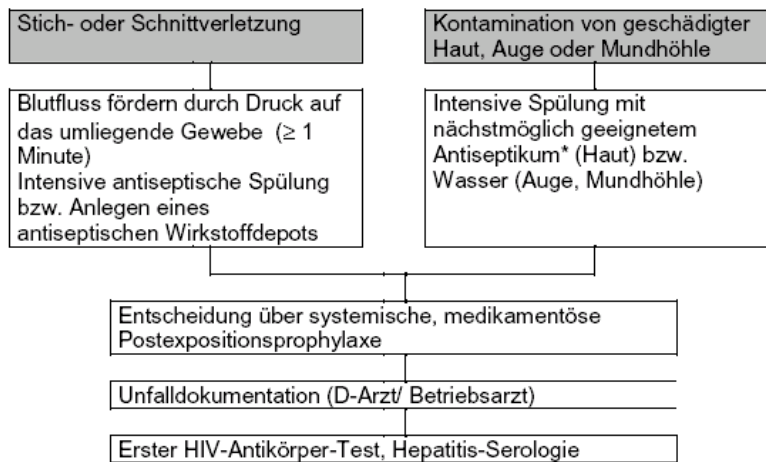 Stich- oder Schnittverletzung
Kontamination von geschädigter
Haut, Auge oder Mundhöhle
Blutfluss fördern durch Druck auf
das umliegende Gewebe (≥ 1
Minute)
Intensive antiseptische Spülung
bzw. Anlegen eines
antiseptischen Wirkstoffdepots
Intensive Spülung mit
nächstmöglich geeignetem
Antiseptikum* (Haut) bzw.
Wasser (Auge, Mundhöhle)
Entscheidung über systemische, medikamentöse
Postexpositionsprophylaxe
Unfalldokumentation (D-Arzt/ Betriebsarzt)
Erster HIV-Antikörper-Test, Hepatitis-Serologie